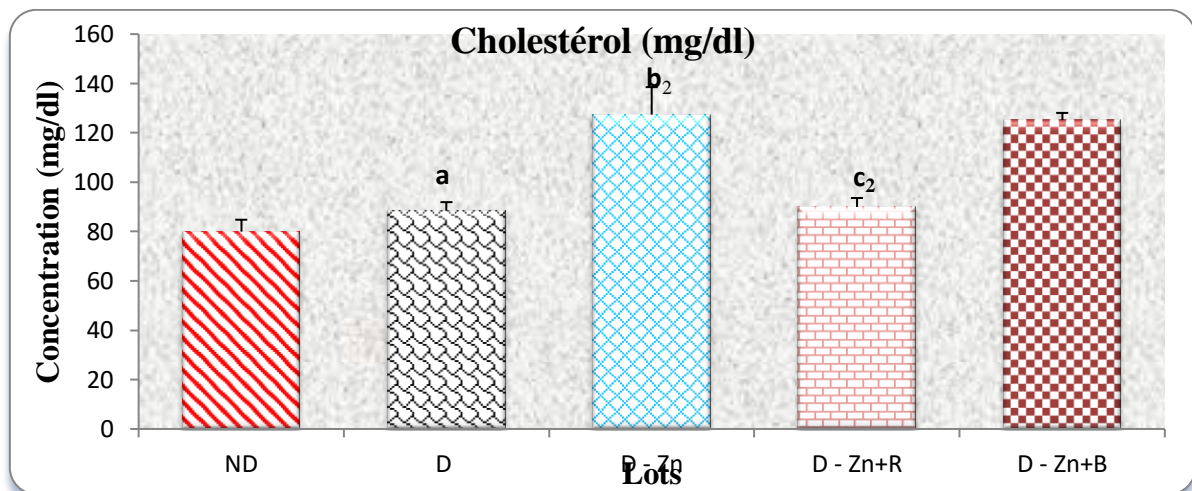 Cholestérol (mg/dl)
Concentration (mg/dl)
160
140
120
100
80
60
40
20
0
a
b₂
c₂
ND D D - Zn D - Zn+R D - Zn+B
Lots